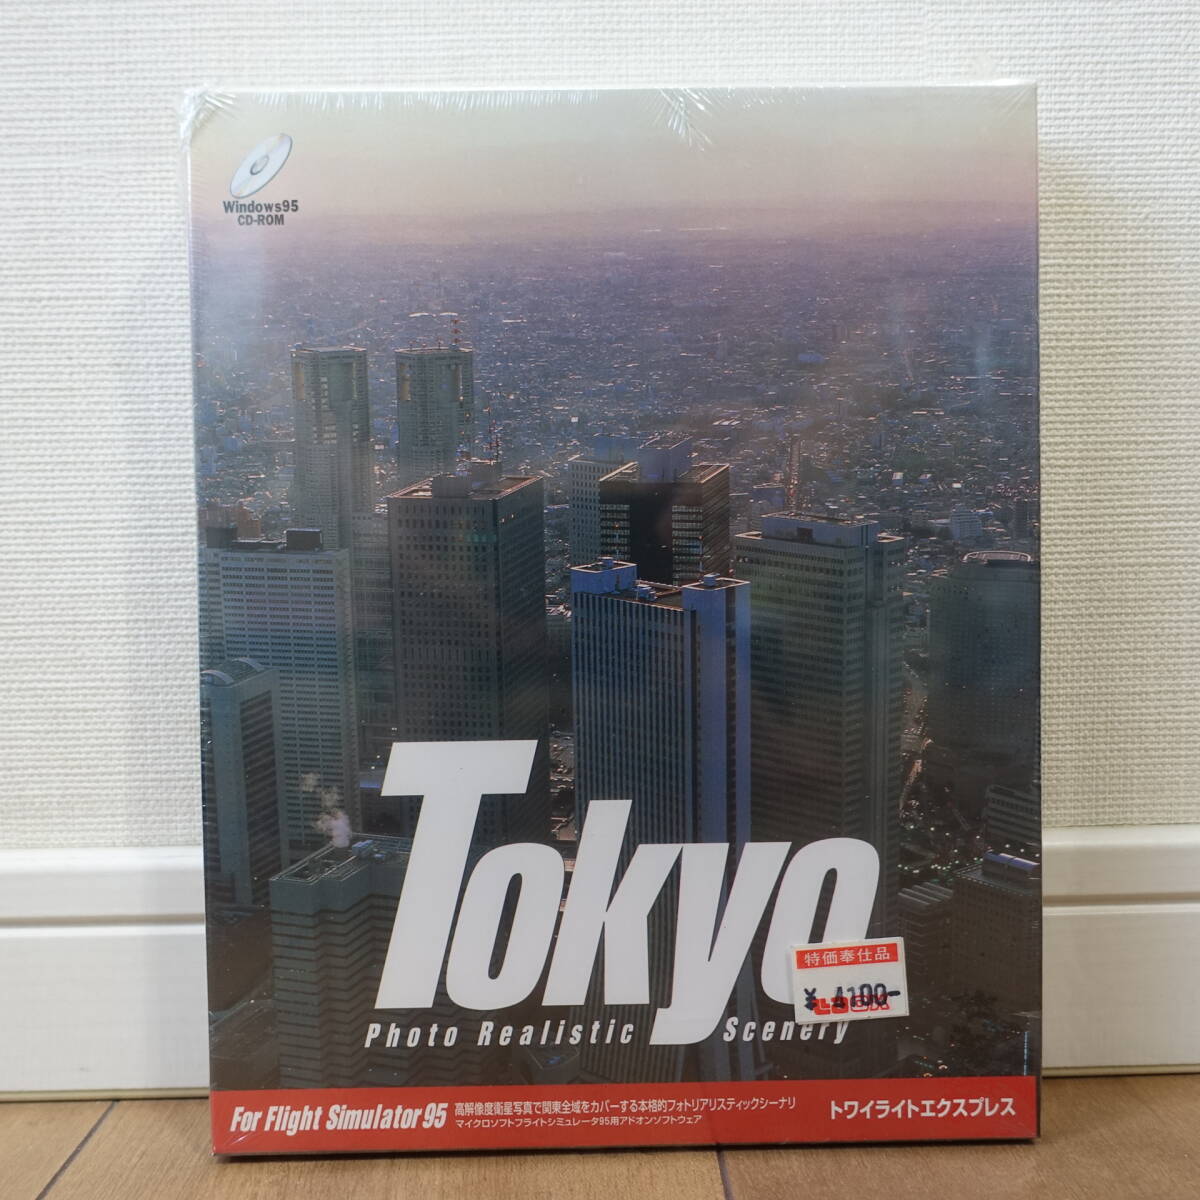 Windows95
CD-ROM
Tokyo
Photo Realistic Scenery
特価奉仕品
¥ 4100-
For Flight Simulator 95
高解像度衛星写真で関東全域をカバーする本格的フォトリアリスティックシーナリ
マイクロソフトフライトシミュレータ95用アドオンソフトウェア
トワイライトエクスプレス